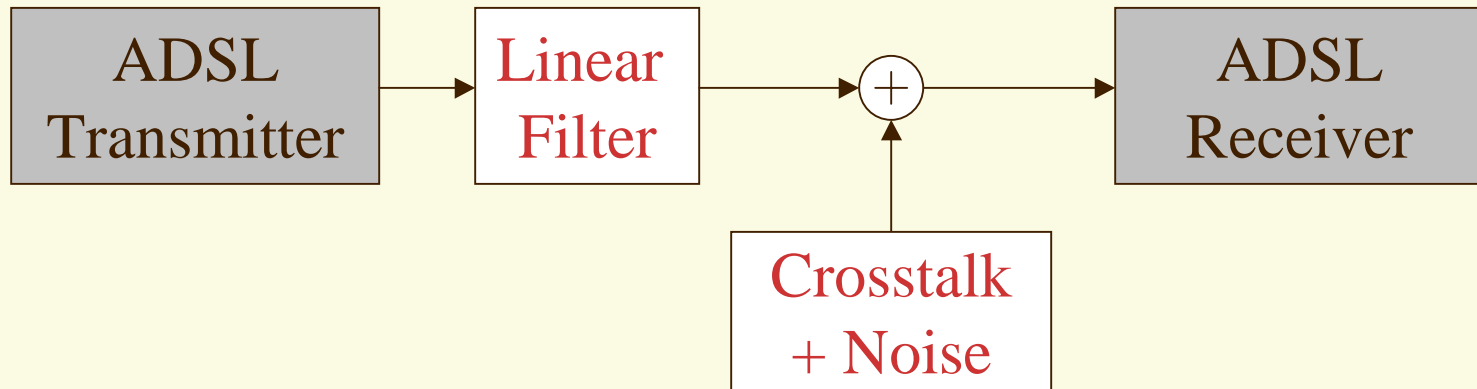 ADSL
Transmitter
Linear
Filter
+
ADSL
Receiver
Crosstalk
+ Noise